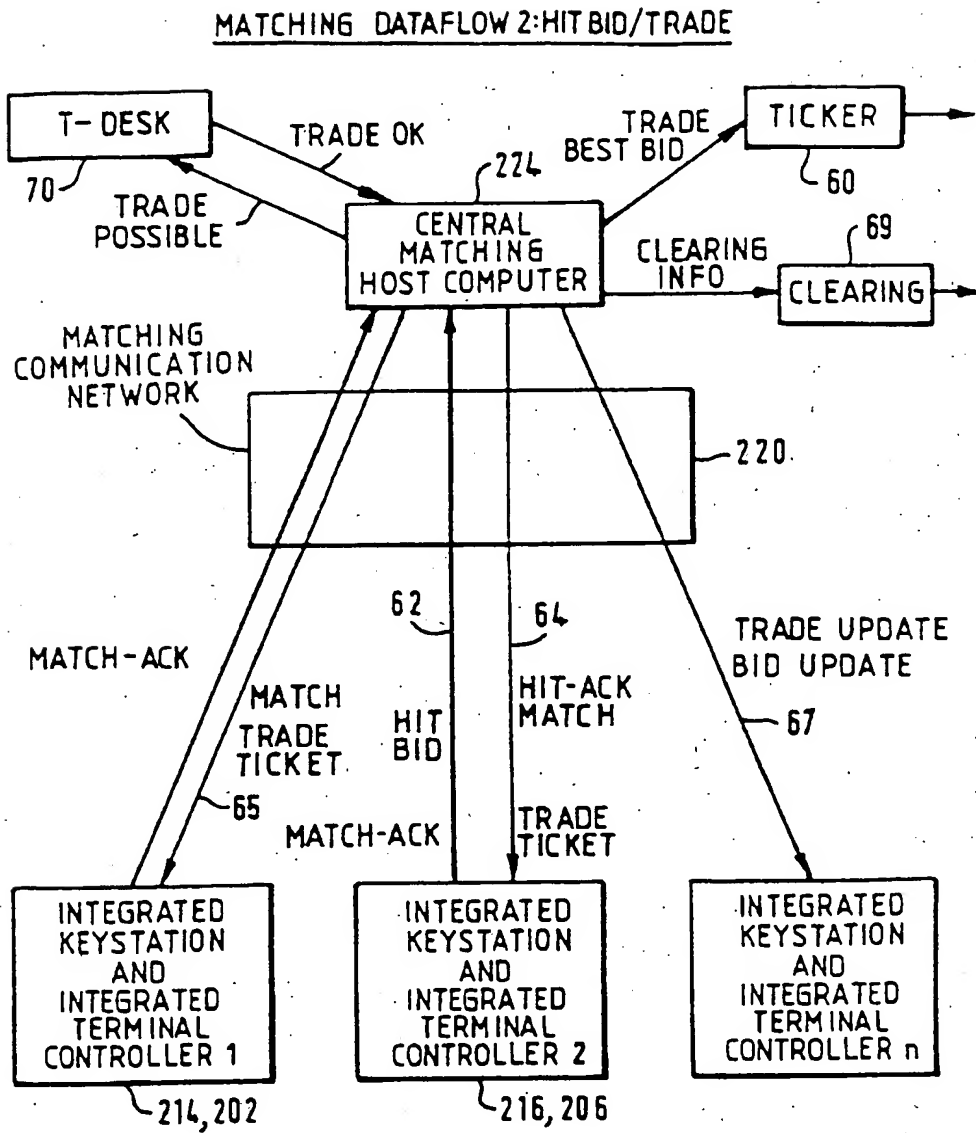 MATCHING DATAFLOW 2:HIT BID/TRADE
T-DESK
70
TRADE OK
TRADE
POSSIBLE
TRADE
BEST BID
TICKER
60
224
CENTRAL
MATCHING
HOST COMPUTER
CLEARING
INFO
69
CLEARING
MATCHING
COMMUNICATION
NETWORK
220
MATCH-ACK
MATCH
TRADE
TICKET
65
62
HIT
BID
MATCH-ACK
64
HIT-ACK
MATCH
TRADE
TICKET
TRADE UPDATE
BID UPDATE
67
INTEGRATED
KEYSTATION
AND
INTEGRATED
TERMINAL
CONTROLLER 1
214,202
INTEGRATED
KEYSTATION
AND
INTEGRATED
TERMINAL
CONTROLLER 2
216,206
INTEGRATED
KEYSTATION
AND
INTEGRATED
TERMINAL
CONTROLLER n